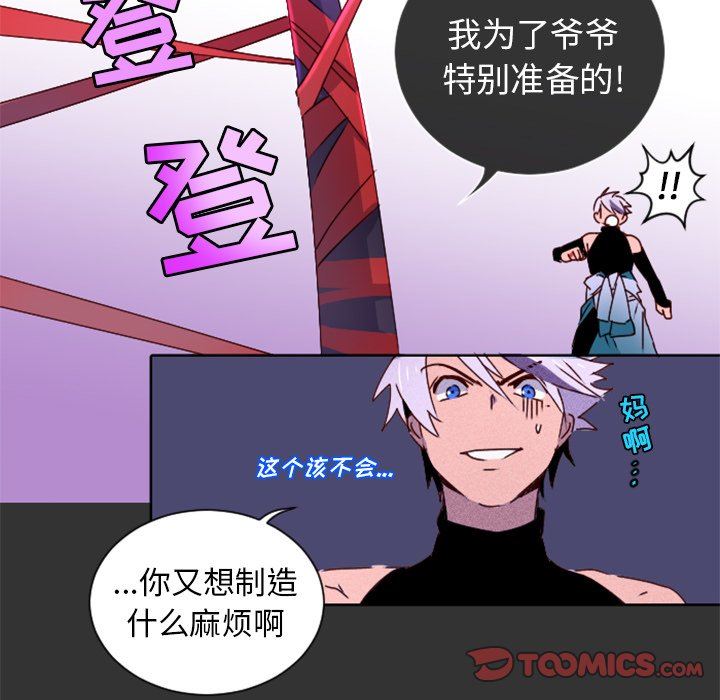 登
我为了爷爷
特别准备的!
登
!!
妈
啊
...
这个该不会...
...你又想制造
什么麻烦啊
TOOMICS.COM